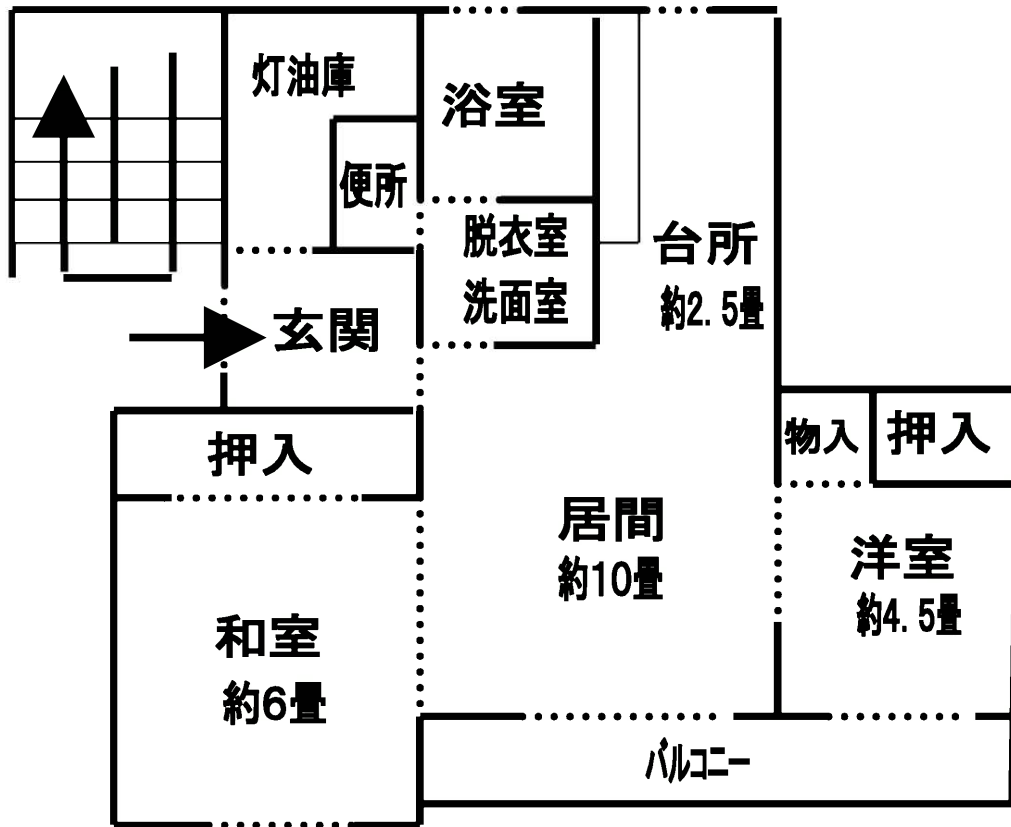 灯油庫
浴室
便所
脱衣室
洗面室
台所
約2.5畳
玄関
押入
物入
押入
居間
約10畳
洋室
約4.5畳
和室
約6畳
バルコニー